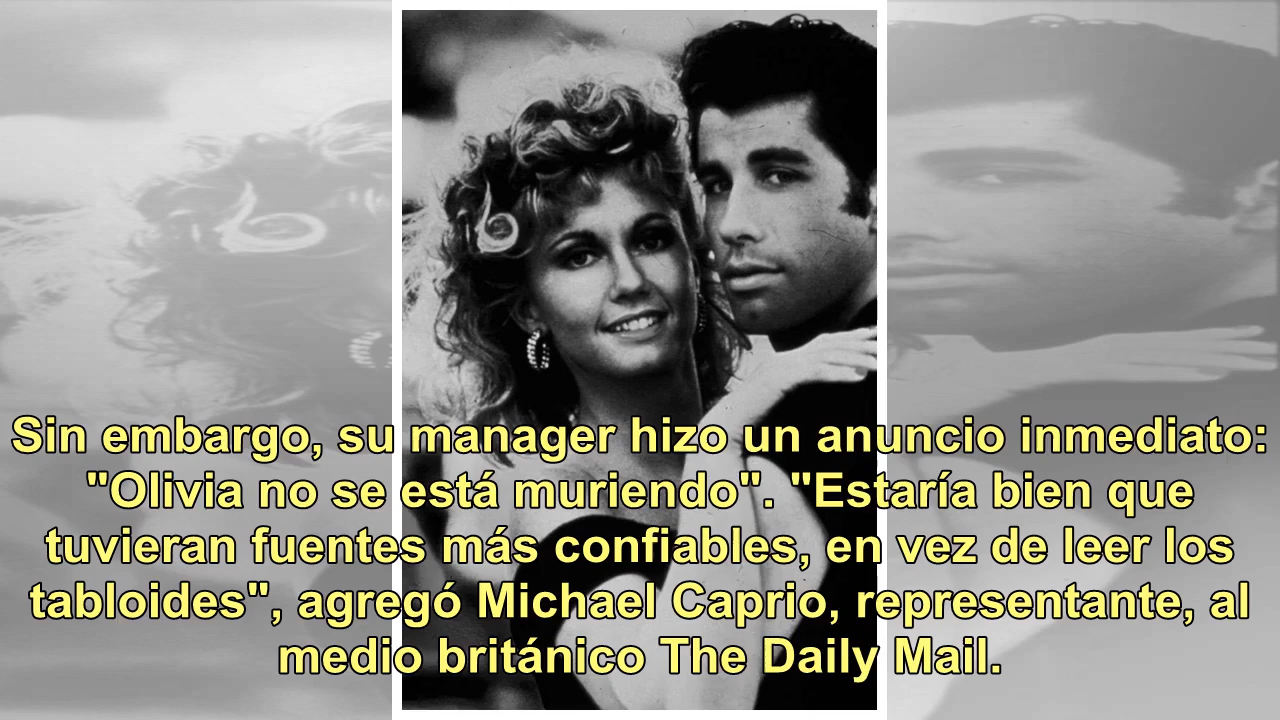 Sin embargo, su manager hizo un anuncio inmediato:
"Olivia no se está muriendo". "Estaría bien que
tuvieran fuentes más confiables, en vez de leer los
tabloides", agregó Michael Caprio, representante, al
medio británico The Daily Mail.